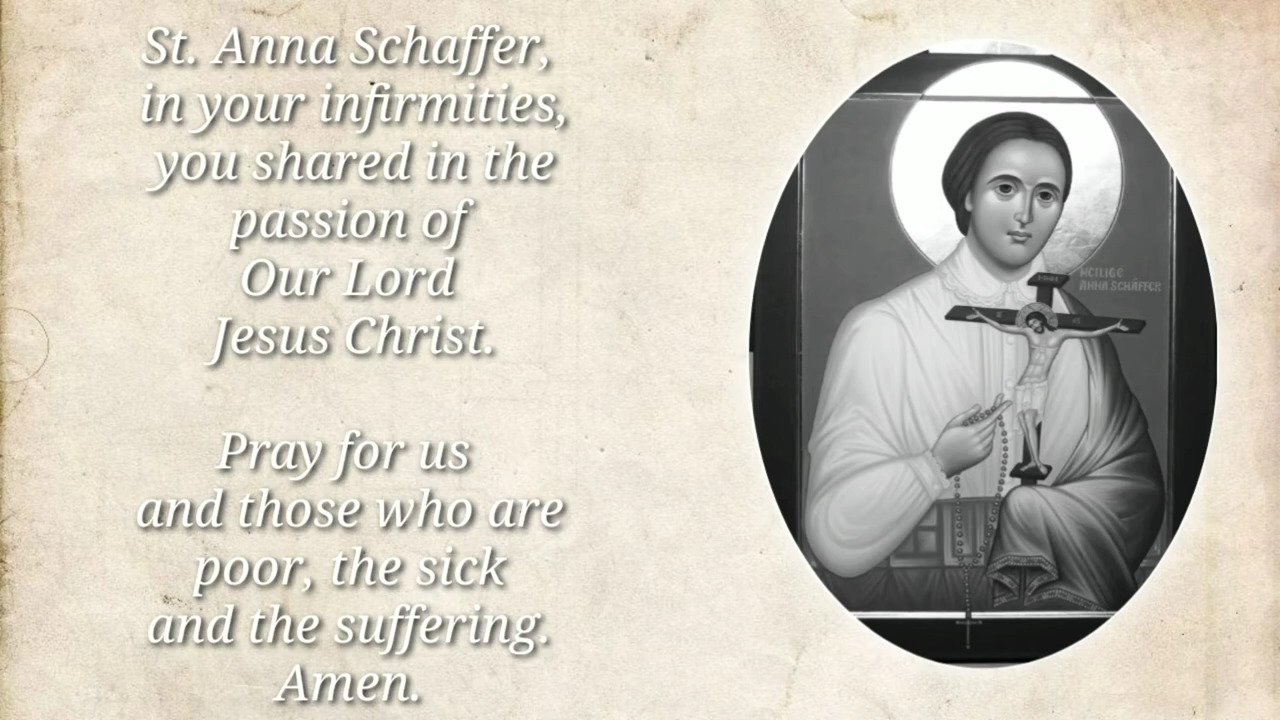 St. Anna Schaffer,
in your infirmities,
you shared in the
passion of
Our Lord
Jesus Christ.
Pray for us
and those who are
poor, the sick
and the suffering.
Amen.
HEILIGE
ANNA SCHÄFFER